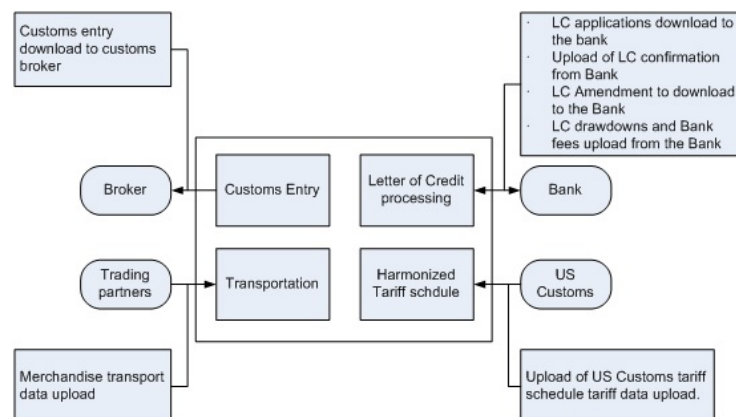 Customs entry
download to customs
broker
· LC applications download to
the bank
· Upload of LC confirmation
from Bank
· LC Amendment to download
to the Bank
· LC drawdowns and Bank
fees upload from the Bank
Broker
Customs Entry
Letter of Credit
processing
Bank
Trading
partners
Transportation
Harmonized
Tariff schdule
US
Customs
Merchandise transport
data upload
Upload of US Customs tariff
schedule tariff data upload.